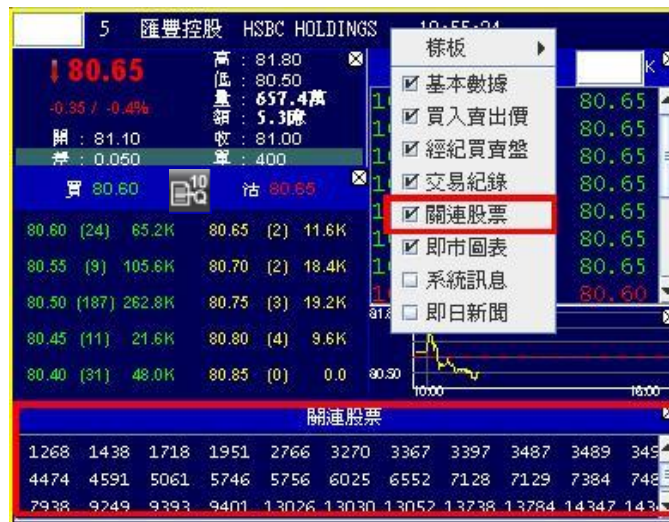 5 匯豐控股 HSBC HOLDINGS
80.65
-0.35 / -0.4%
高 : 81.80
低 : 80.50
量 : 657.4萬
額 : 5.3億
開 : 81.10
收 : 81.00
差 : 0.050
單 : 400
K
樣板
基本數據
買入賣出價
經紀買賣盤
交易紀錄
關連股票
即市圖表
系統訊息
即日新聞
80.65
80.65
80.65
80.65
80.65
80.65
80.65
80.60
買 80.60
10
Q
沽 80.65
80.60 (24) 65.2K 80.65 (2) 11.6K
80.55 (9) 105.6K 80.70 (2) 18.4K
80.50 (187) 262.8K 80.75 (3) 19.2K
80.45 (11) 21.6K 80.80 (4) 9.6K
80.40 (31) 48.0K 80.85 (0) 0.0
80.50
10:00 16:00
關連股票
1268 1438 1718 1951 2766 3270 3367 3397 3487 3489
4474 4591 5061 5746 5756 6025 6552 7128 7129 7384
7938 9249 9393 9401 13026 13030 13052 13738 13784 14347